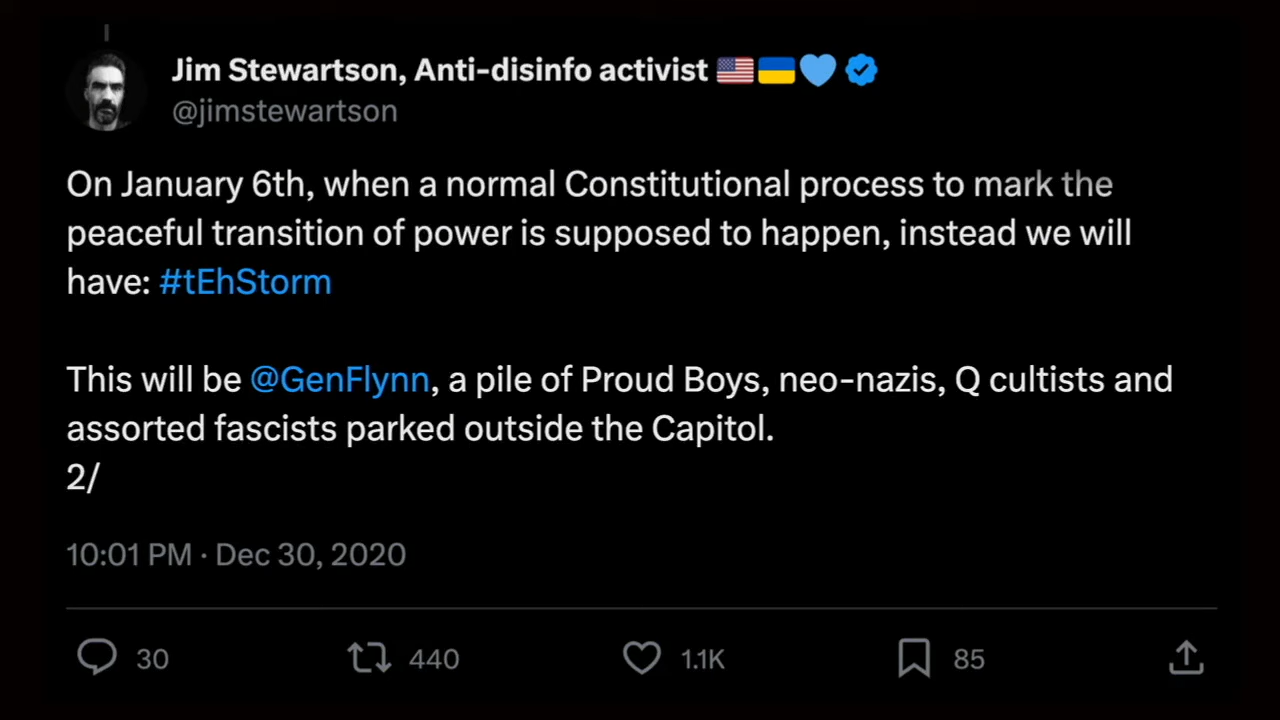 Jim Stewartson, Anti-disinfo activist 🇺🇸🇺🇦💙
@jimstewartson
On January 6th, when a normal Constitutional process to mark the
peaceful transition of power is supposed to happen, instead we will
have: #tEhStorm
This will be @GenFlynn, a pile of Proud Boys, neo-nazis, Q cultists and
assorted fascists parked outside the Capitol.
2/
10:01 PM · Dec 30, 2020
30 440 1.1K 85